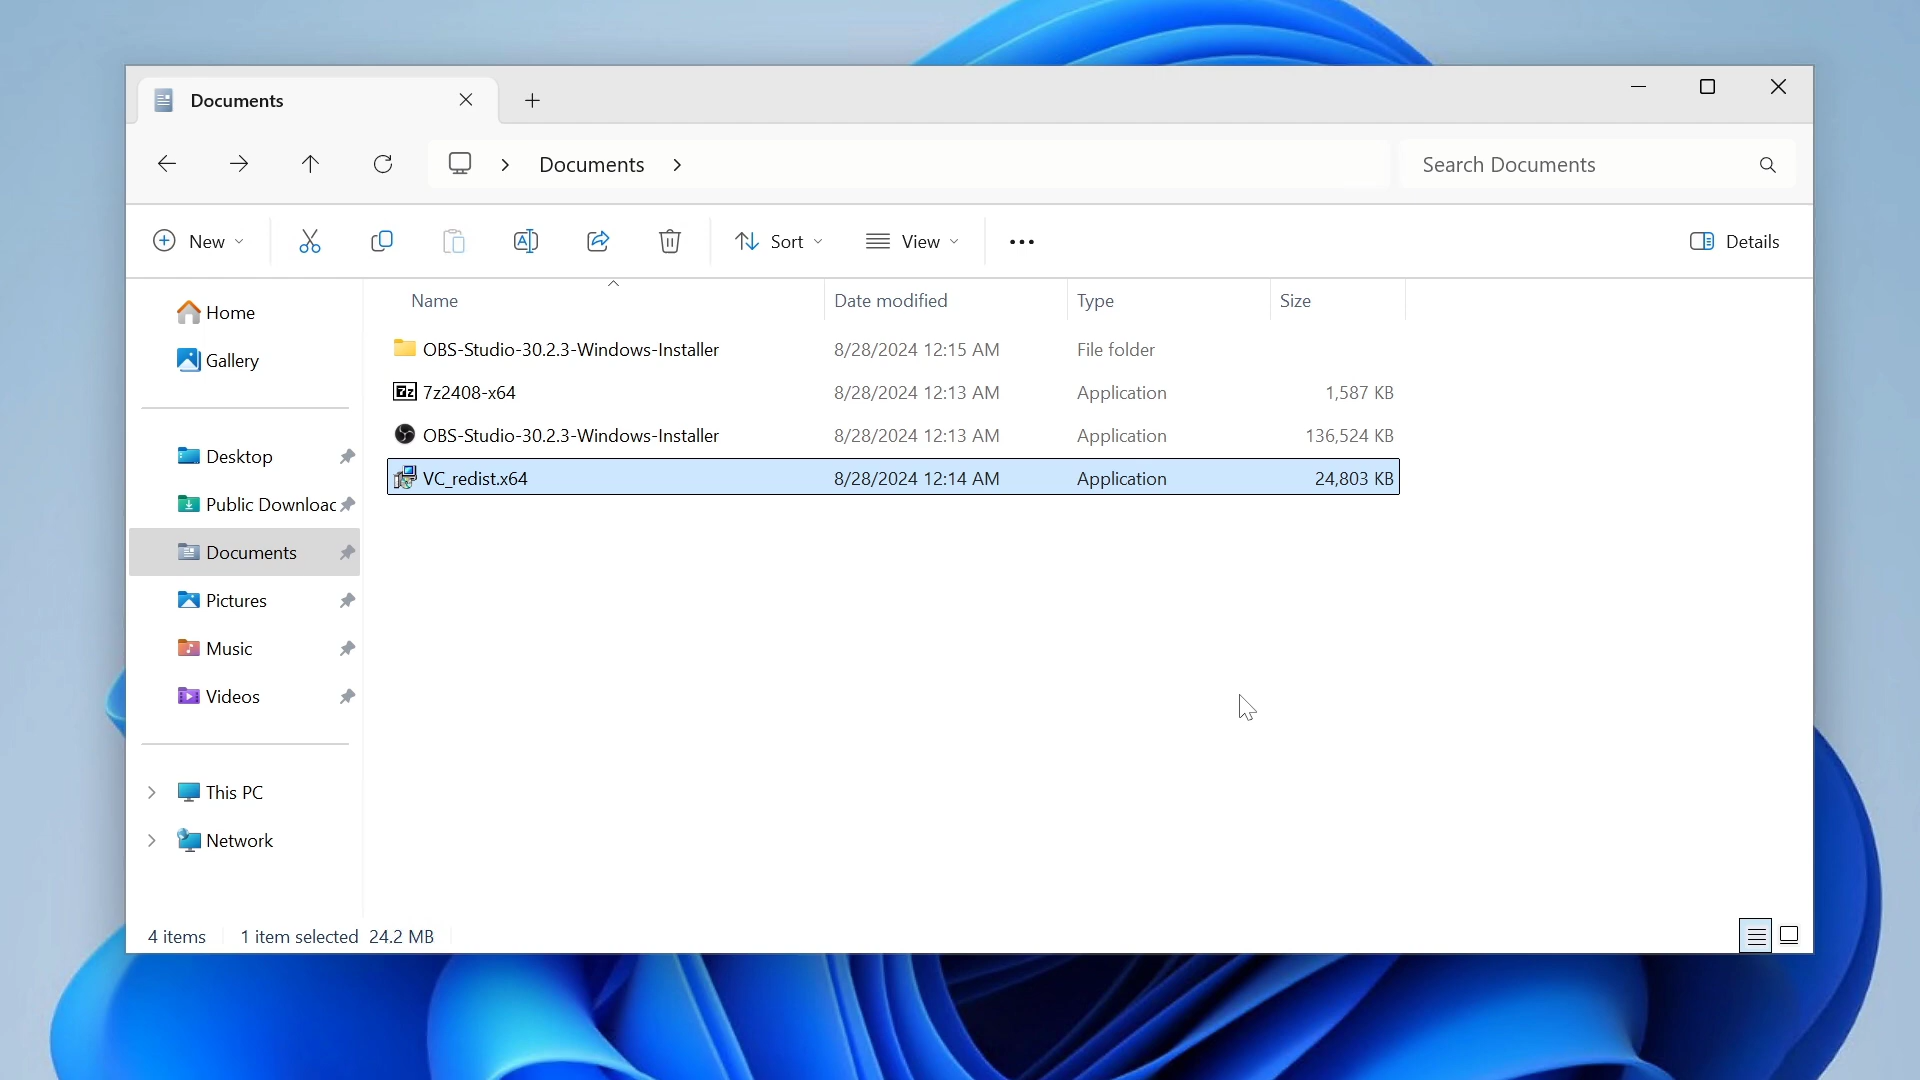 Documents
Documents
Search Documents
New
Sort
View
Details
Name Date modified Type Size
Home
Gallery
Desktop
Public Downloac
Documents
Pictures
Music
Videos
This PC
Network
OBS-Studio-30.2.3-Windows-Installer 8/28/2024 12:15 AM File folder
7z2408-x64 8/28/2024 12:13 AM Application 1,587 KB
OBS-Studio-30.2.3-Windows-Installer 8/28/2024 12:13 AM Application 136,524 KB
VC_redist.x64 8/28/2024 12:14 AM Application 24,803 KB
4 items 1 item selected 24.2 MB